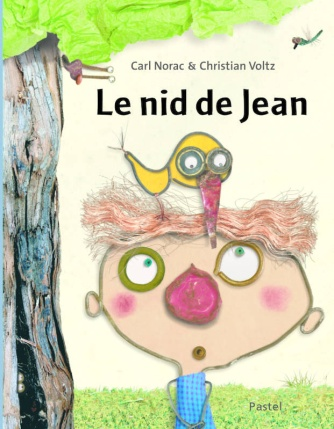 Carl Norac & Christian Voltz
Le nid de Jean
Pastel